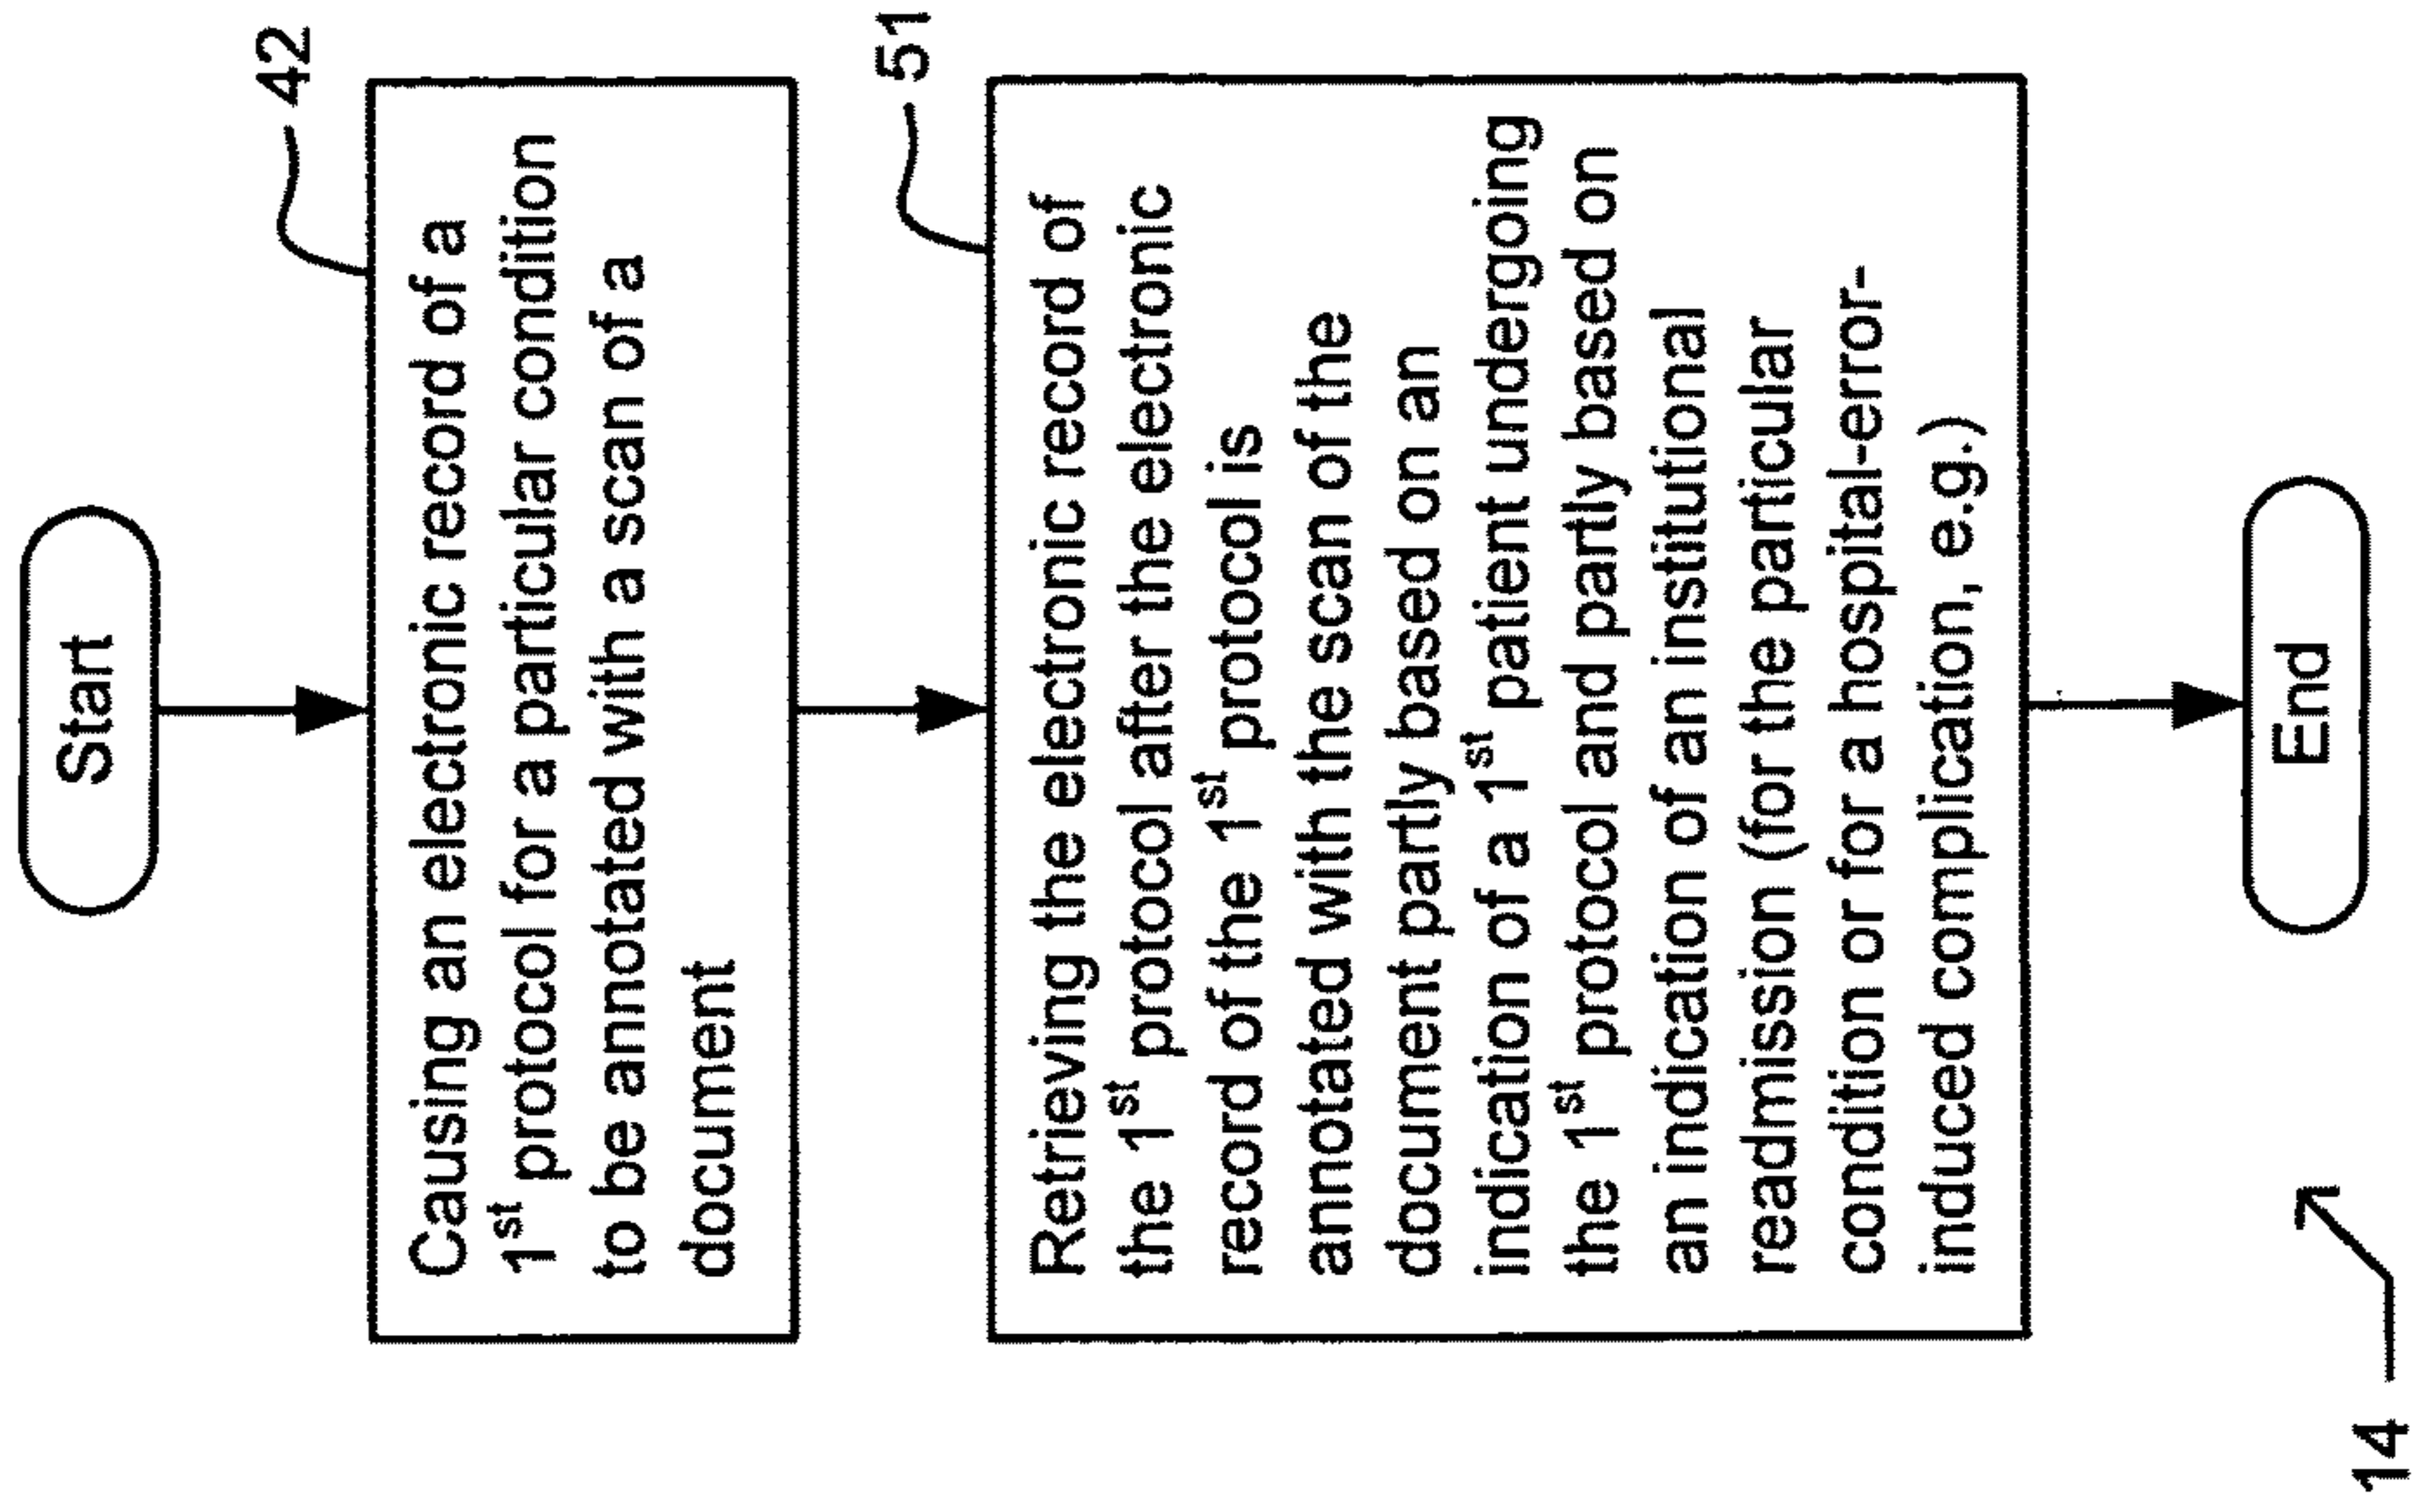 Start
42
Causing an electronic record of a
1st protocol for a particular condition
to be annotated with a scan of a
document
51
Retrieving the electronic record of
the 1st protocol after the electronic
record of the 1st protocol is
annotated with the scan of the
document partly based on an
indication of a 1st patient undergoing
the 1st protocol and partly based on
an indication of an institutional
readmission (for the particular
condition or for a hospital-error-
induced complication, e.g.)
End
14